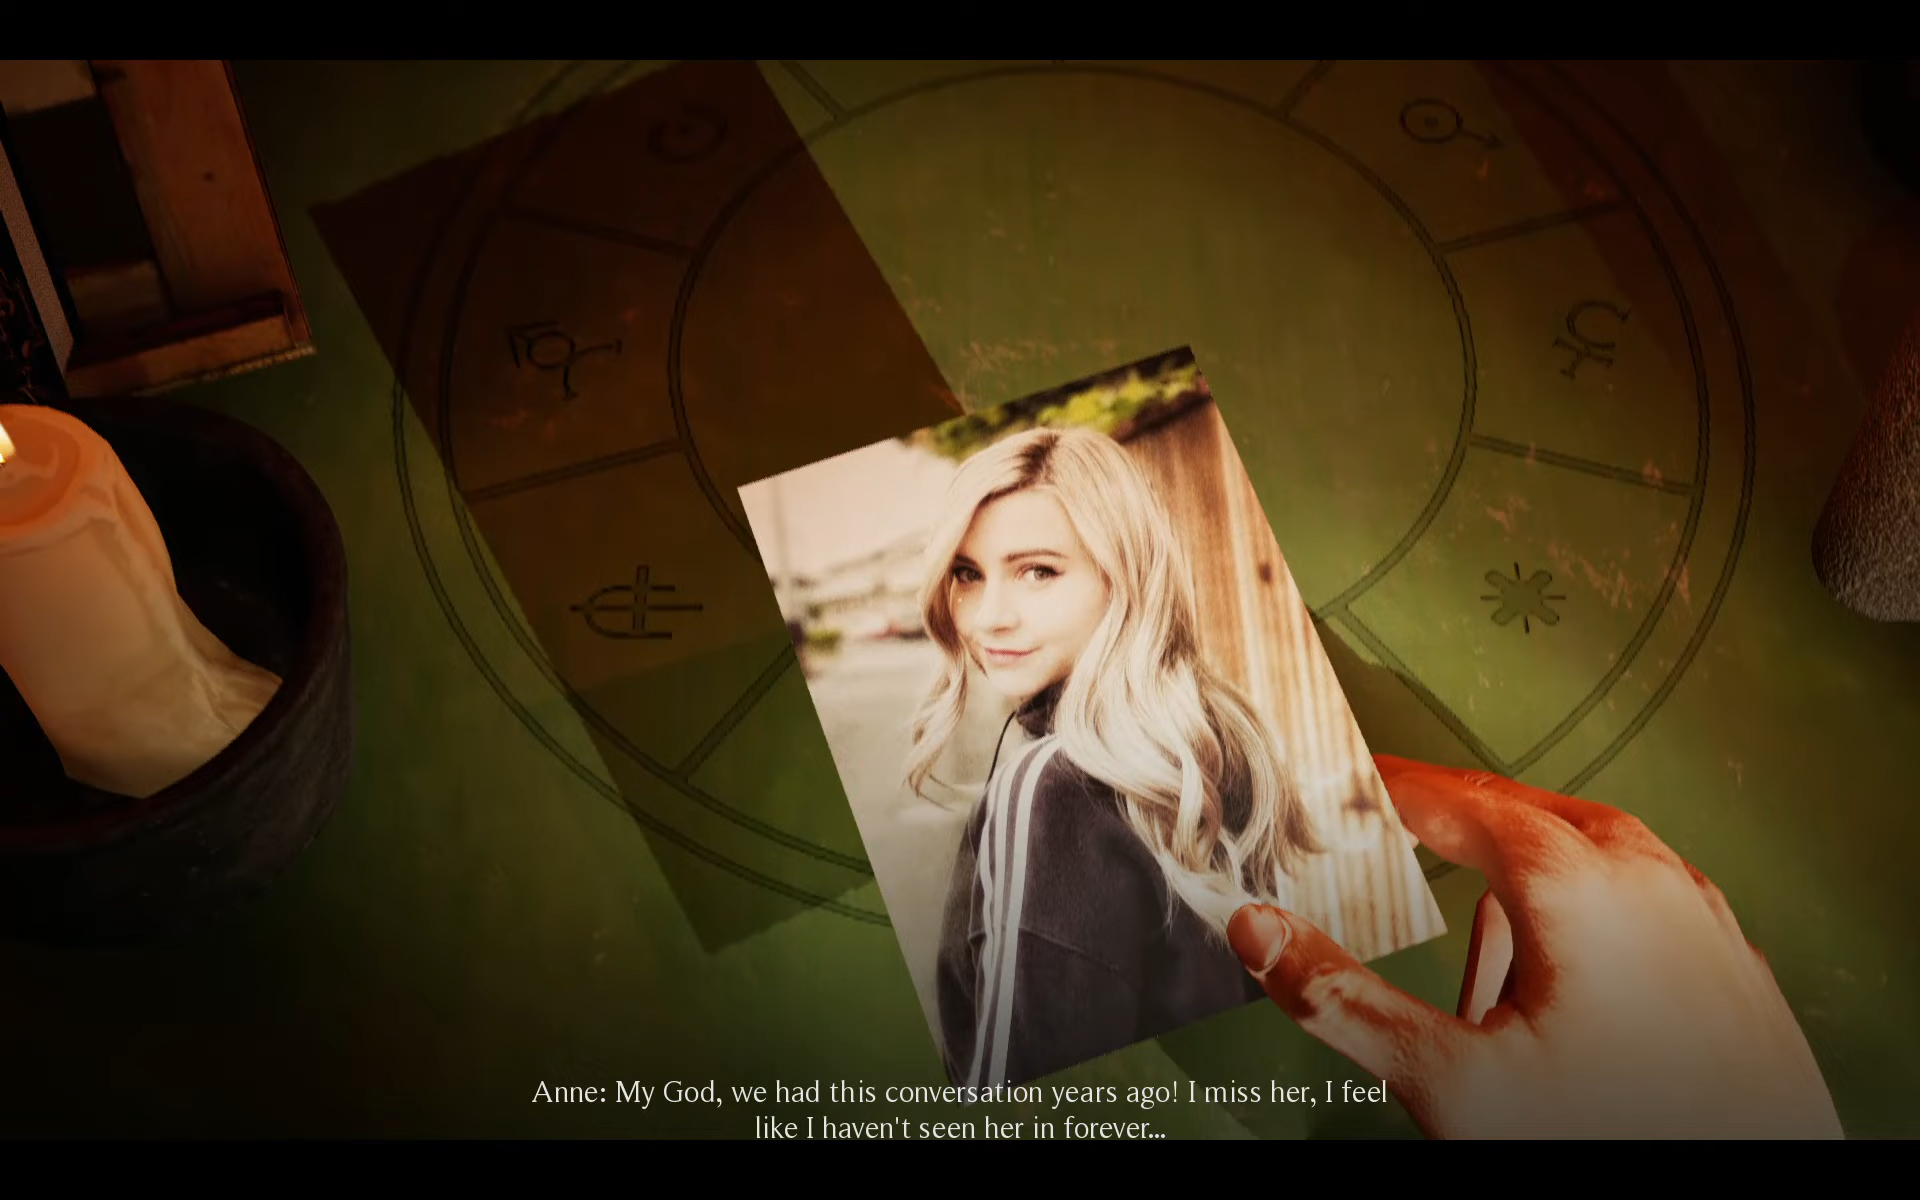 Anne: My God, we had this conversation years ago! I miss her, I feel
like I haven't seen her in forever...